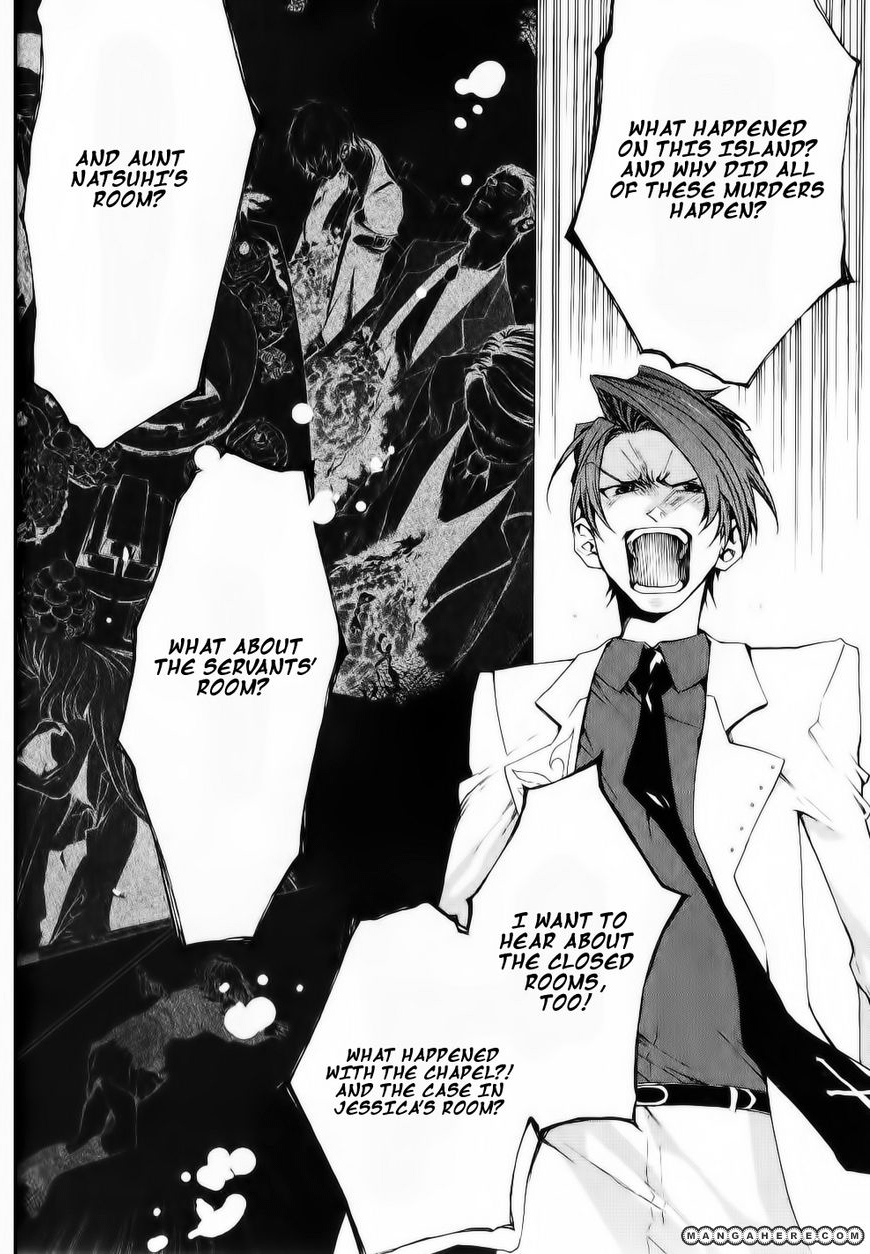 WHAT HAPPENED
ON THIS ISLAND?
AND WHY DID ALL
OF THESE MURDERS
HAPPEN?
I WANT TO
HEAR ABOUT
THE CLOSED
ROOMS,
TOO!
WHAT HAPPENED
WITH THE CHAPEL?!
AND THE CASE IN
JESSICA'S ROOM?
WHAT ABOUT
THE SERVANTS'
ROOM?
AND AUNT
NATSUHI'S
ROOM?
MANGAHERE.COM